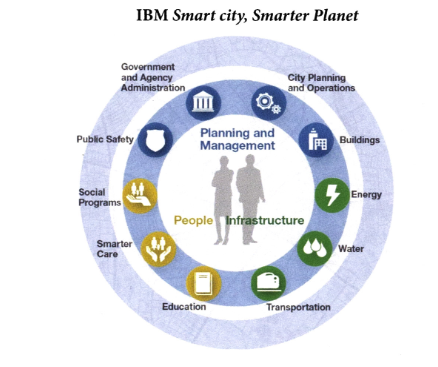 IBM Smart city, Smarter Planet
Government
and Agency
Administration
City Planning
and Operations
Public Safety
Planning and
Management
Buildings
Social
Programs
Energy
People
Infrastructure
Smarter
Care
Water
Education
Transportation